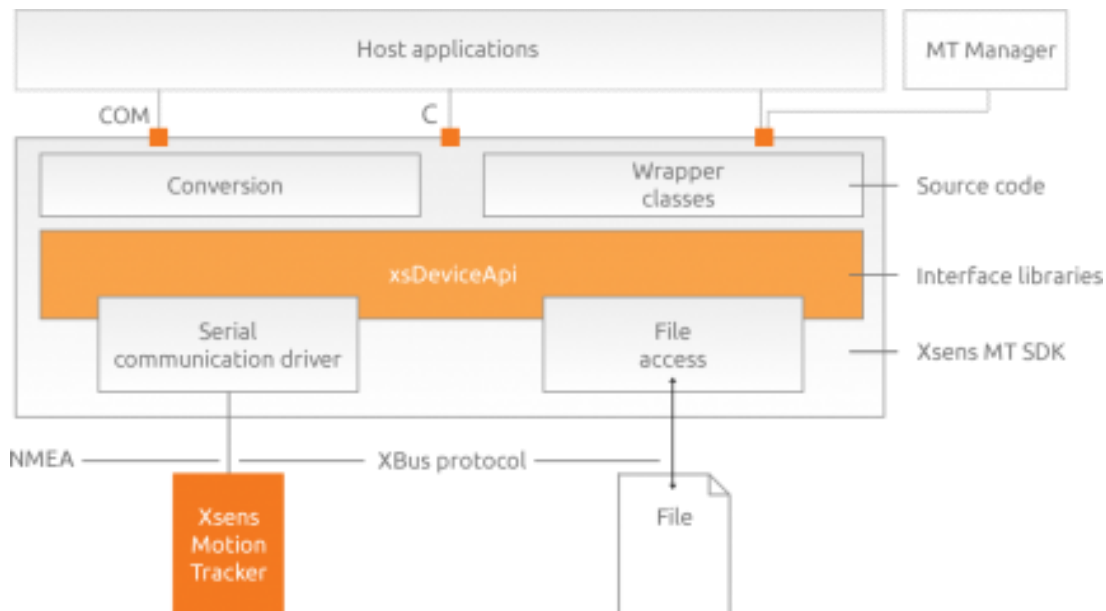 Host applications
MT Manager
COM
C
Conversion
Wrapper
classes
Source code
xsDeviceApi
Interface libraries
Serial
communication driver
File
access
Xsens MT SDK
NMEA
XBus protocol
Xsens
Motion
Tracker
File